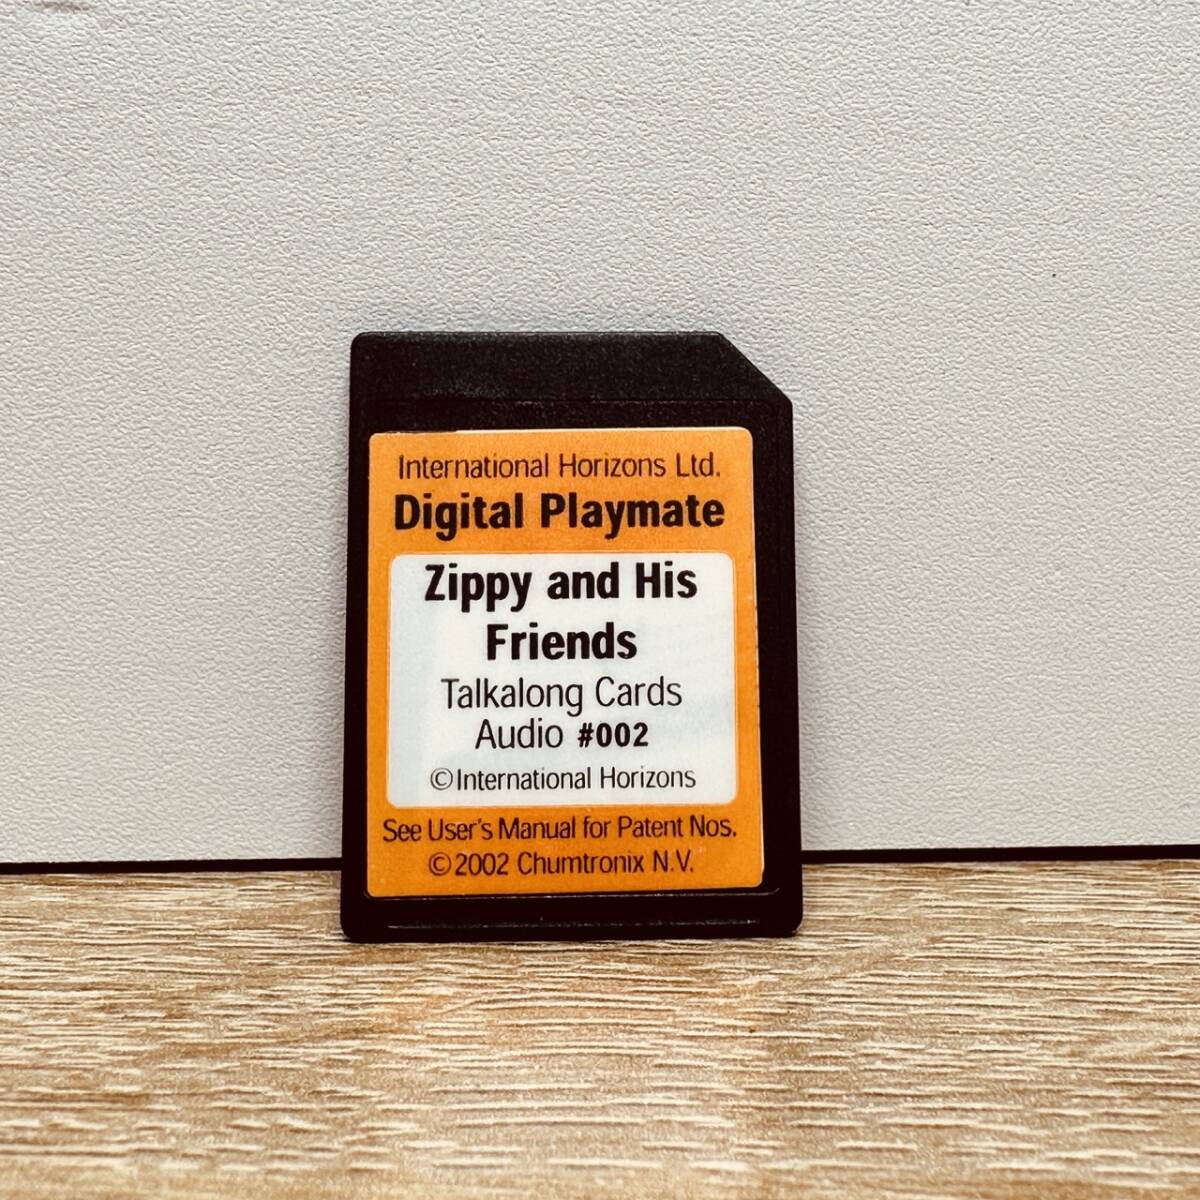 International Horizons Ltd.
Digital Playmate
Zippy and His
Friends
Talkalong Cards
Audio #002
©International Horizons
See User's Manual for Patent Nos.
©2002 Chumtronix N.V.